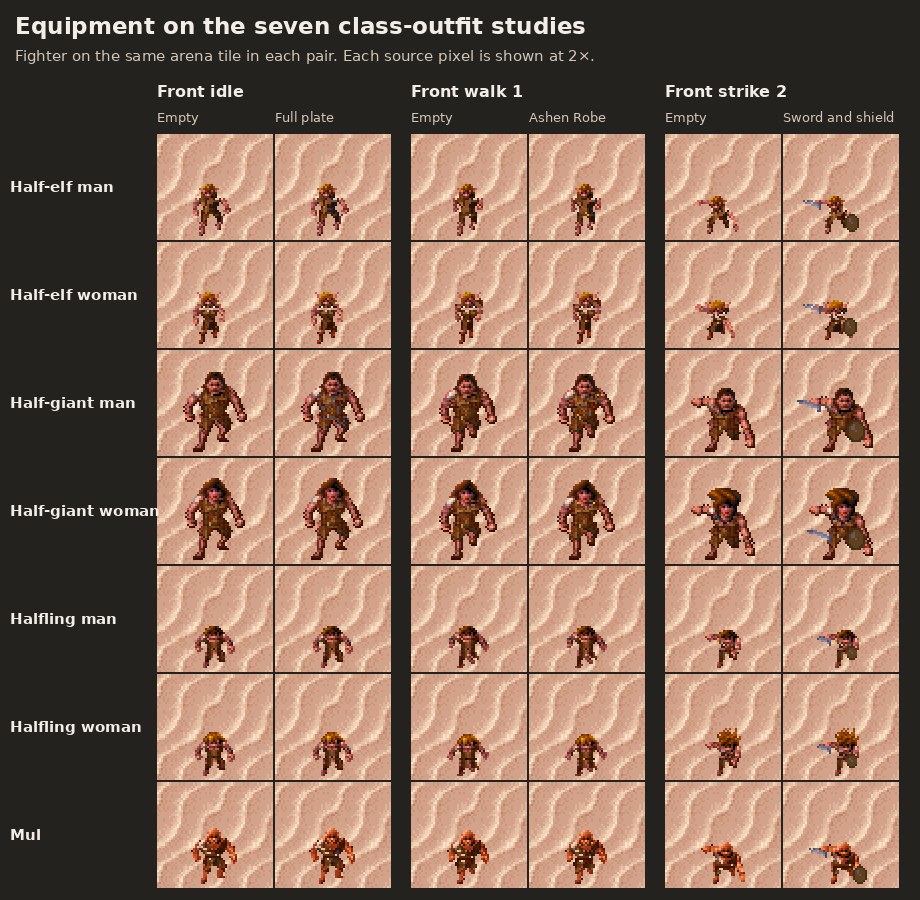 Equipment on the seven class-outfit studies
Fighter on the same arena tile in each pair. Each source pixel is shown at 2×.
Front idle Front walk 1 Front strike 2
Empty Full plate Empty Ashen Robe Empty Sword and shield
Half-elf man
Half-elf woman
Half-giant man
Half-giant woman
Halfling man
Halfling woman
Mul